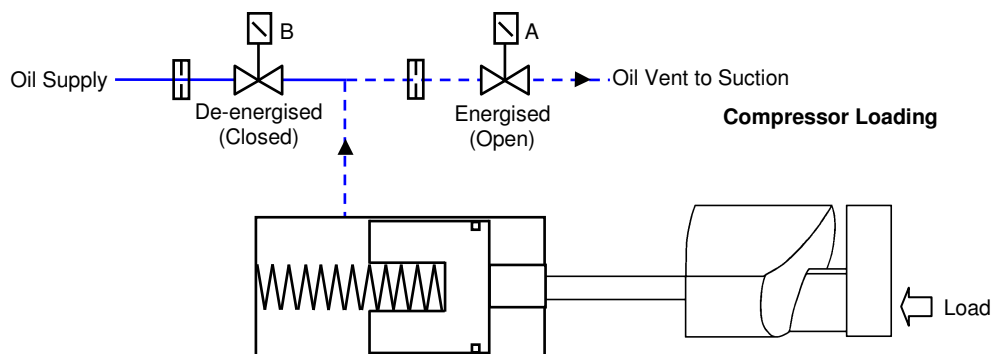 B
A
Oil Supply
Oil Vent to Suction
De-energised
(Closed)
Energised
(Open)
Compressor Loading
Load